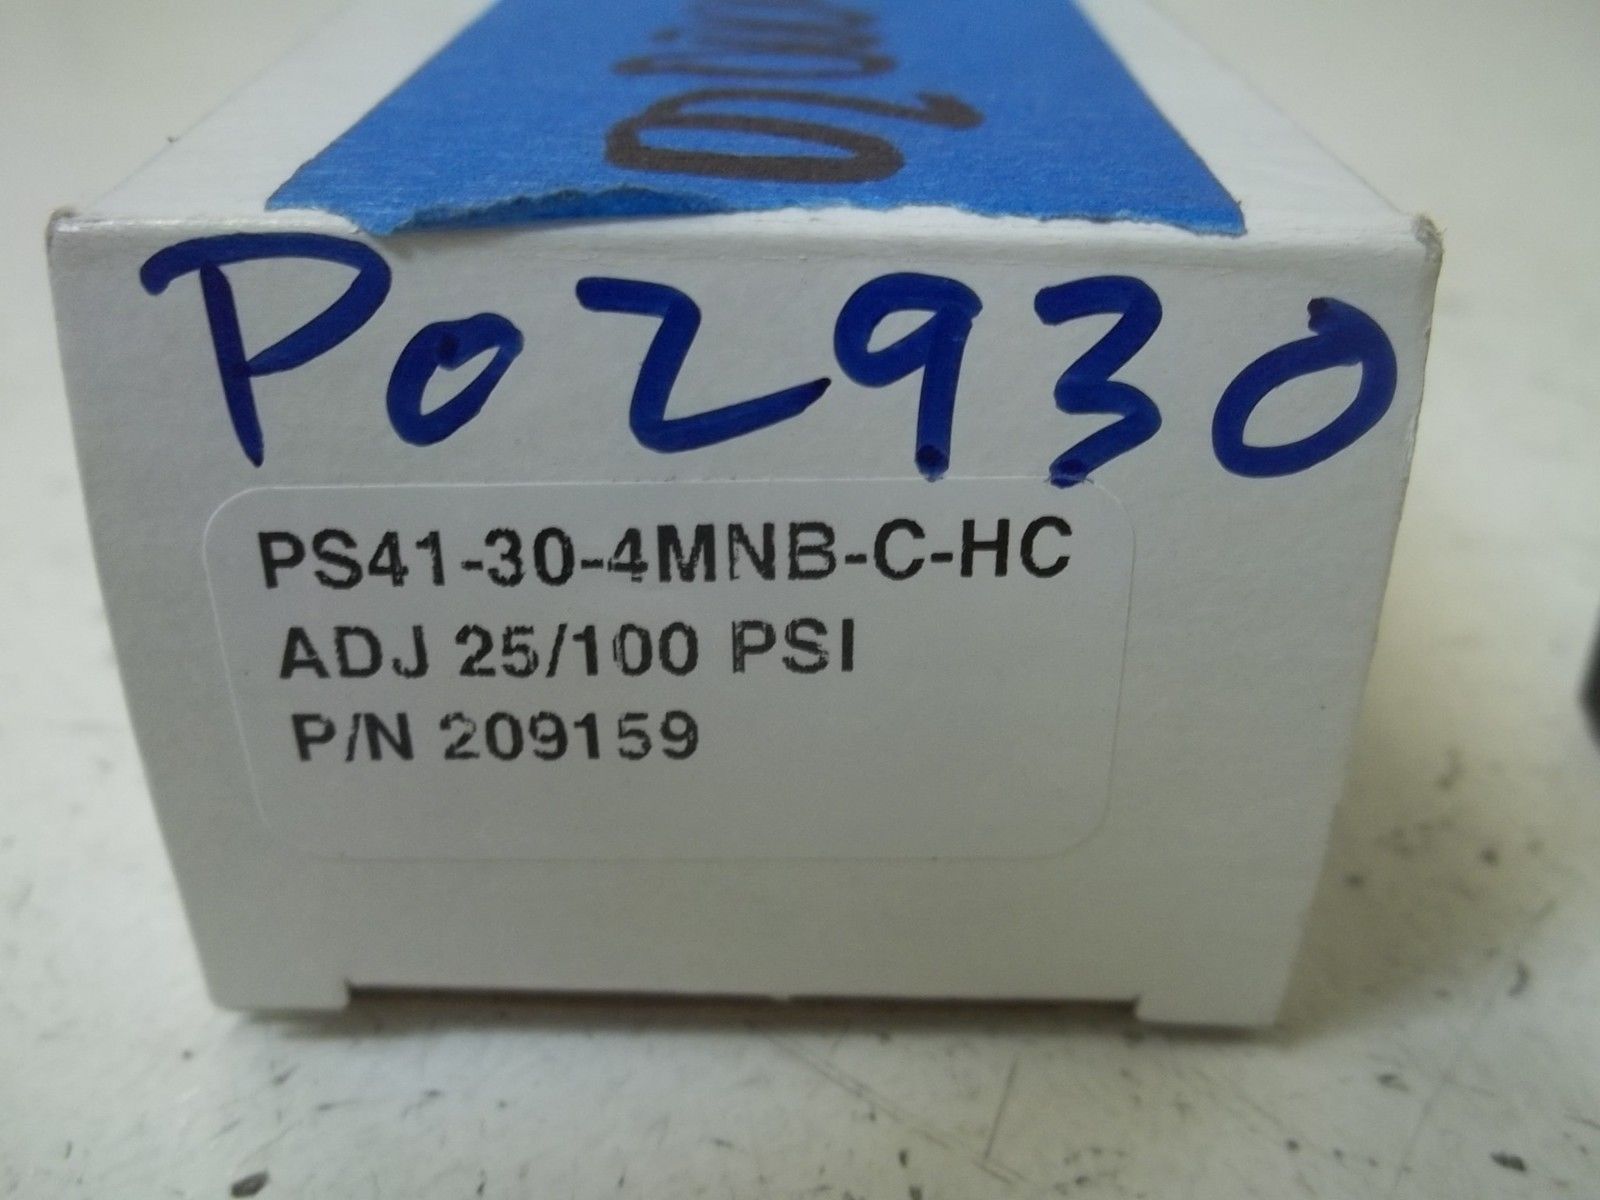 P02930
PS41-30-4MNB-C-HC
ADJ 25/100 PSI
P/N 209159